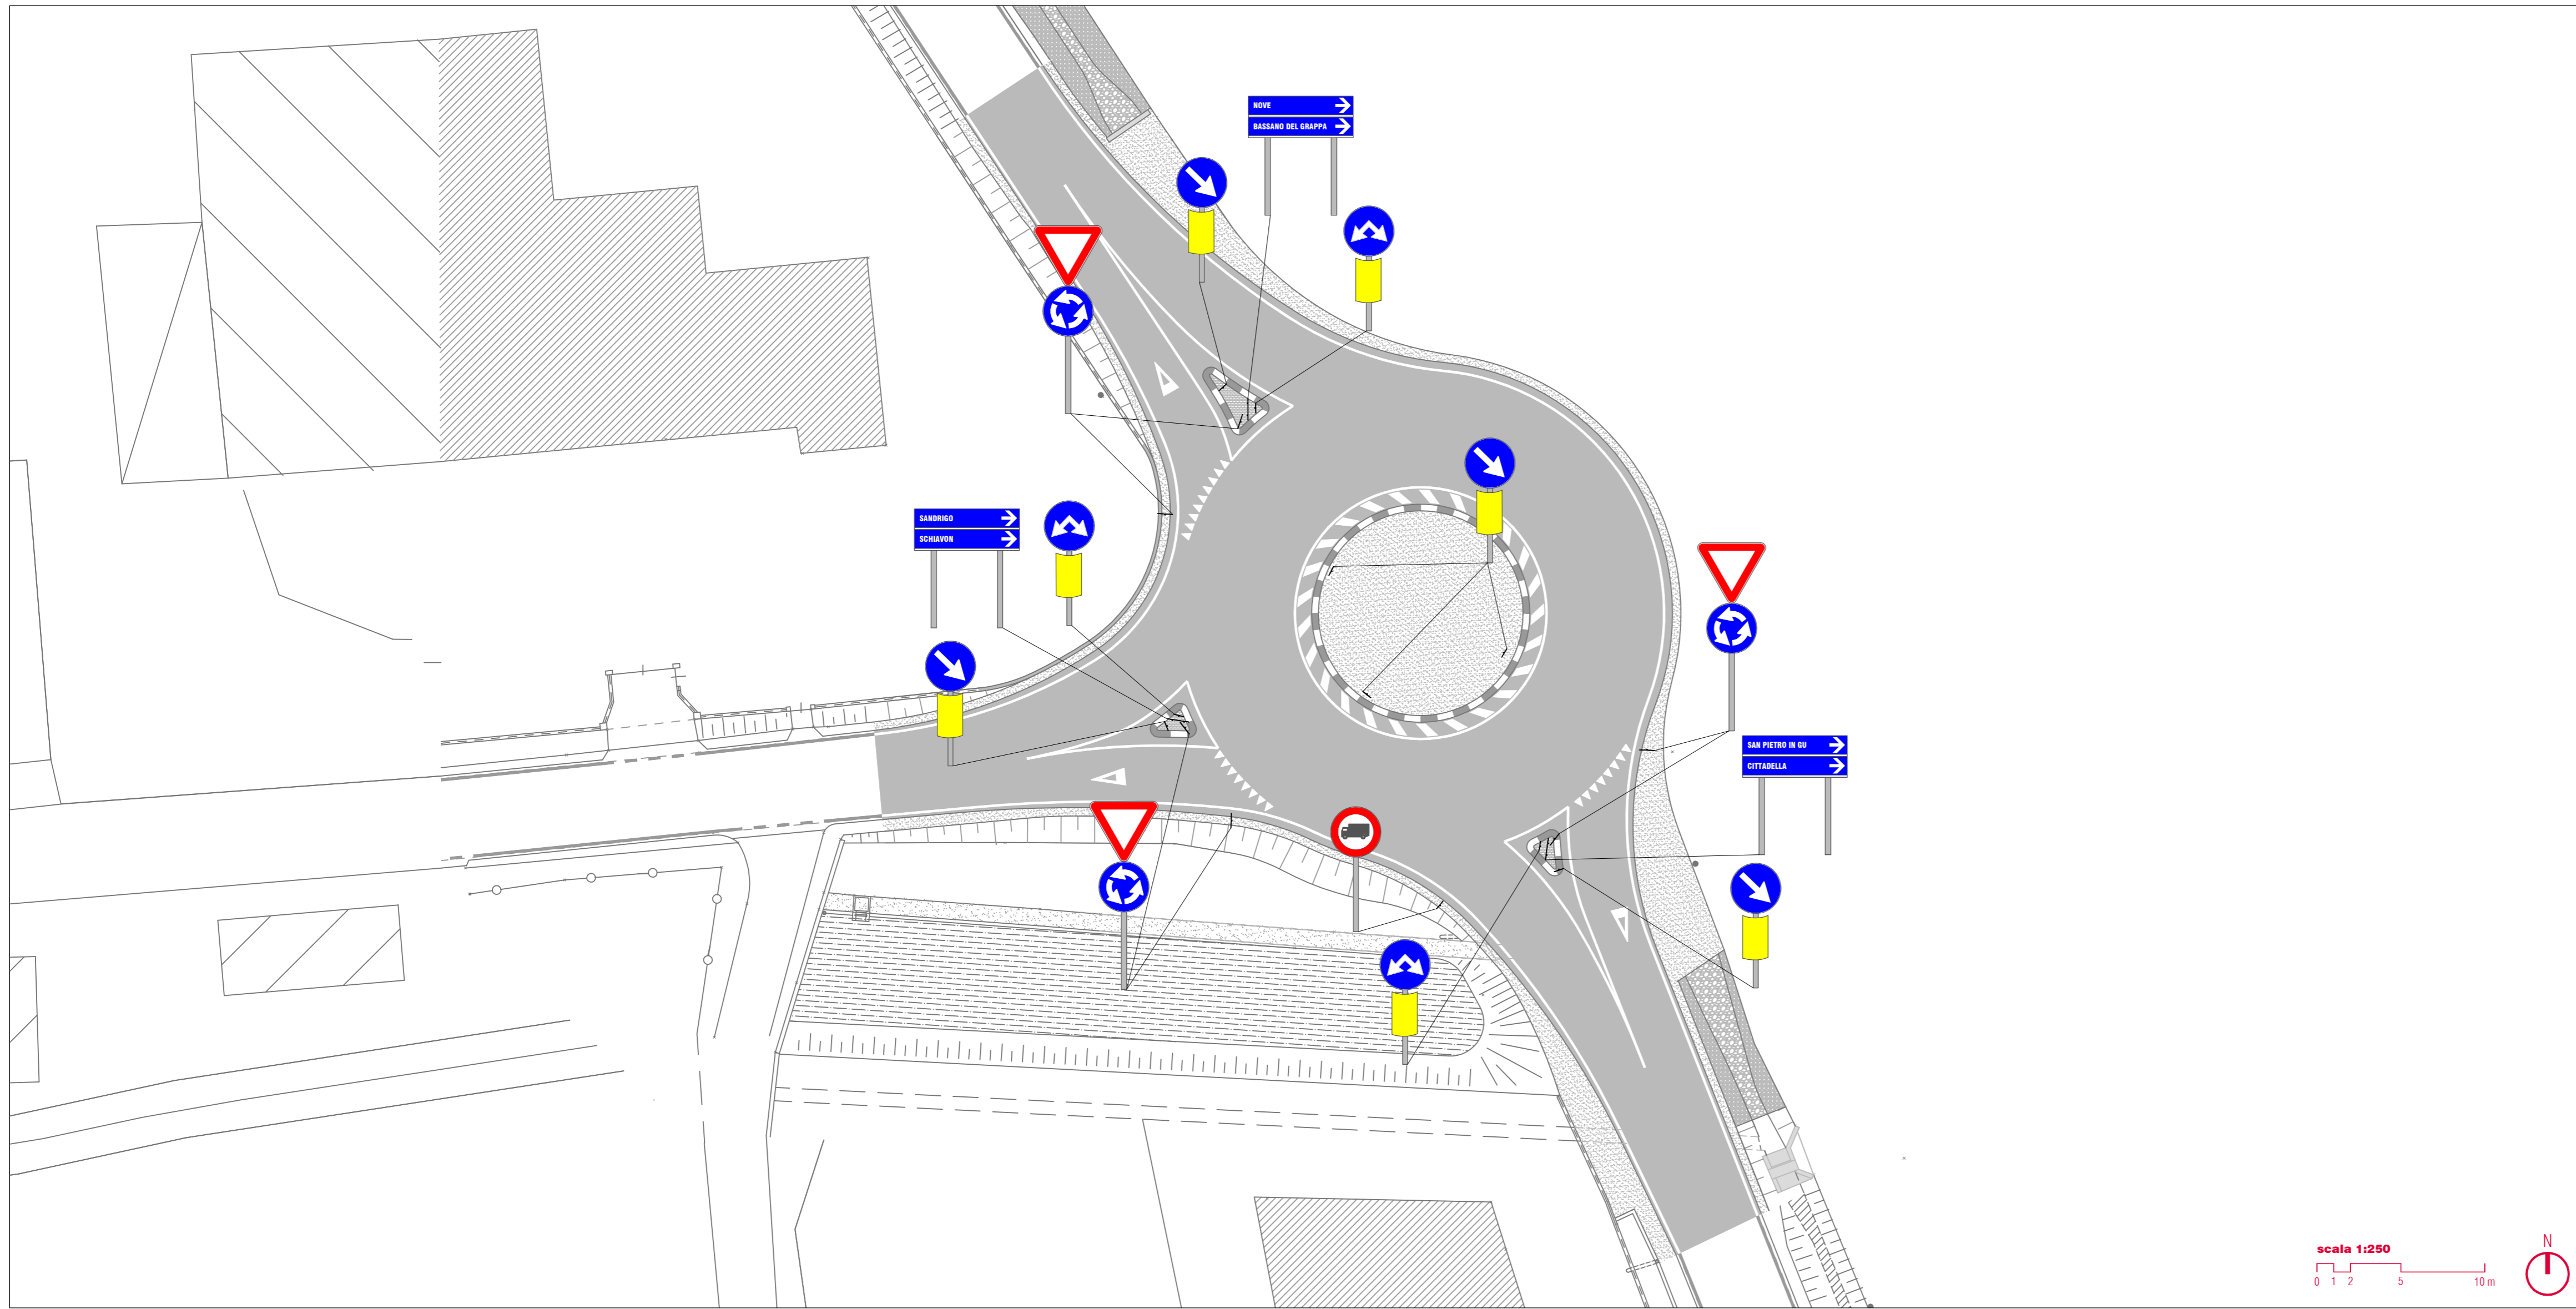 NOVE
BASSANO DEL GRAPPA
SANDRIGO
SCHIAVON
SAN PIETRO IN GU
CITTADELLA
N
scala 1:250
0 1 2 5 10 m